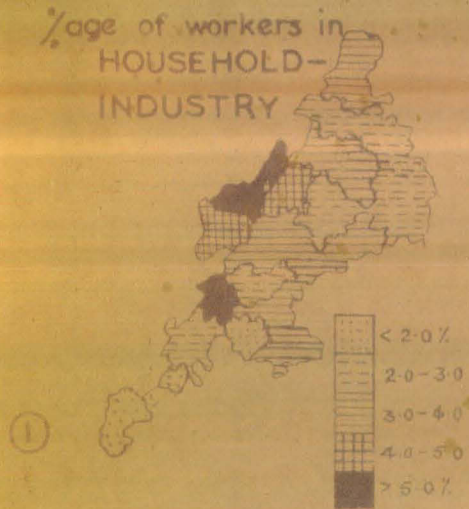 %age of workers in
HOUSEHOLD-
INDUSTRY
< 2·0%
2·0-3·0
3·0-4·0
4·0-5·0
> 5·0%
1